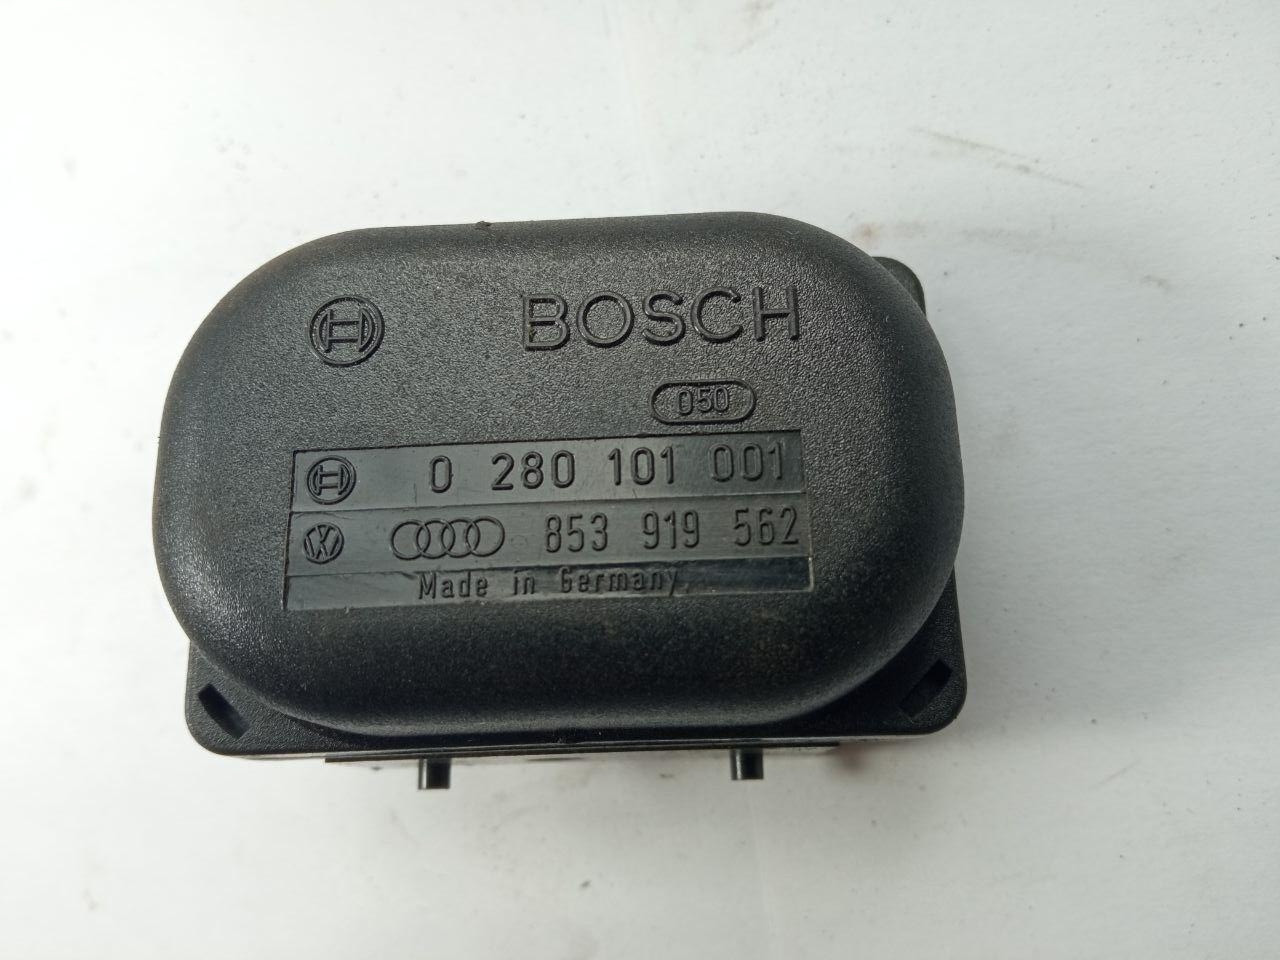 BOSCH
050
0 280 101 001
853 919 562
Made in Germany